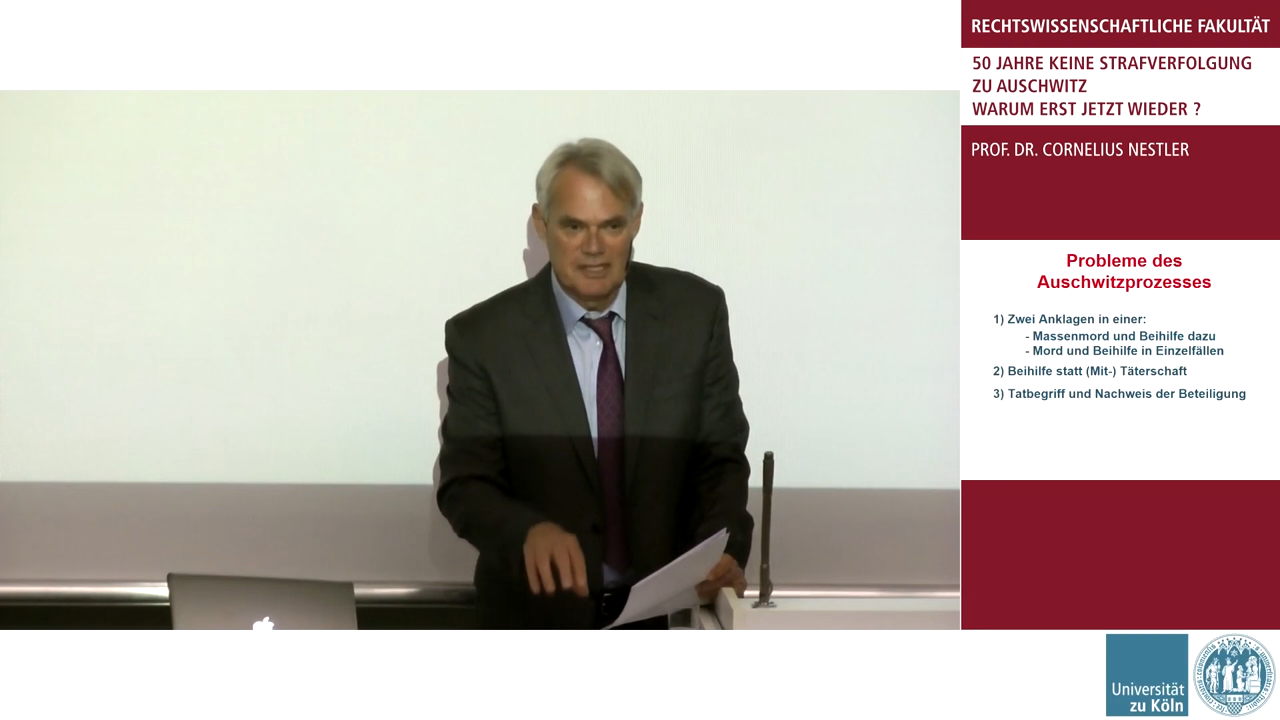 RECHTSWISSENSCHAFTLICHE FAKULTÄT
50 JAHRE KEINE STRAFVERFOLGUNG
ZU AUSCHWITZ
WARUM ERST JETZT WIEDER ?
PROF. DR. CORNELIUS NESTLER
Probleme des
Auschwitzprozesses
1) Zwei Anklagen in einer:
- Massenmord und Beihilfe dazu
- Mord und Beihilfe in Einzelfällen
2) Beihilfe statt (Mit-) Täterschaft
3) Tatbegriff und Nachweis der Beteiligung
Universität
zu Köln